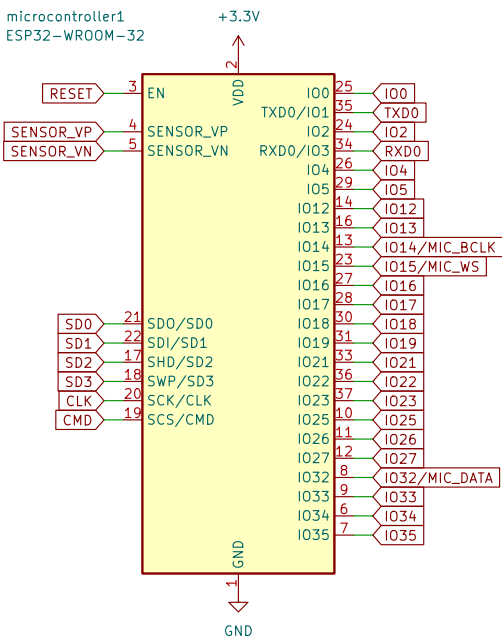 microcontroller1
ESP32-WROOM-32
+3.3V
2
VDD
RESET 3 EN
SENSOR_VP 4 SENSOR_VP
SENSOR_VN 5 SENSOR_VN
SD0 21 SDO/SD0
SD1 22 SDI/SD1
SD2 17 SHD/SD2
SD3 18 SWP/SD3
CLK 20 SCK/CLK
CMD 19 SCS/CMD
IO0 25 IO0
TXD0/IO1 35 TXD0
IO2 24 IO2
RXD0/IO3 34 RXD0
IO4 26 IO4
IO5 29 IO5
IO12 14 IO12
IO13 16 IO13
IO14 13 IO14/MIC_BCLK
IO15 23 IO15/MIC_WS
IO16 27 IO16
IO17 28 IO17
IO18 30 IO18
IO19 31 IO19
IO21 33 IO21
IO22 36 IO22
IO23 37 IO23
IO25 10 IO25
IO26 11 IO26
IO27 12 IO27
IO32 8 IO32/MIC_DATA
IO33 9 IO33
IO34 6 IO34
IO35 7 IO35
GND
1
GND